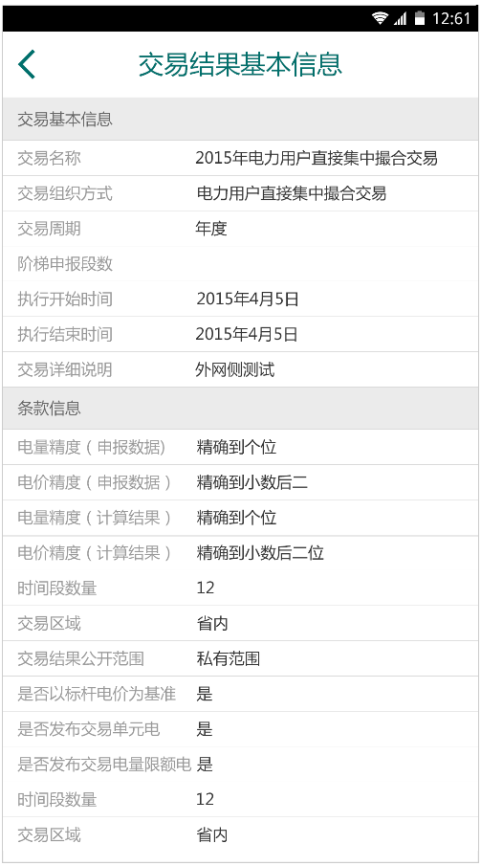 12:61
交易结果基本信息
交易基本信息
交易名称 2015年电力用户直接集中撮合交易
交易组织方式 电力用户直接集中撮合交易
交易周期 年度
阶梯申报段数
执行开始时间 2015年4月5日
执行结束时间 2015年4月5日
交易详细说明 外网侧测试
条款信息
电量精度（申报数据) 精确到个位
电价精度（申报数据） 精确到小数后二
电量精度（计算结果） 精确到个位
电价精度（计算结果） 精确到小数后二位
时间段数量 12
交易区域 省内
交易结果公开范围 私有范围
是否以标杆电价为基准 是
是否发布交易单元电 是
是否发布交易电量限额电 是
时间段数量 12
交易区域 省内